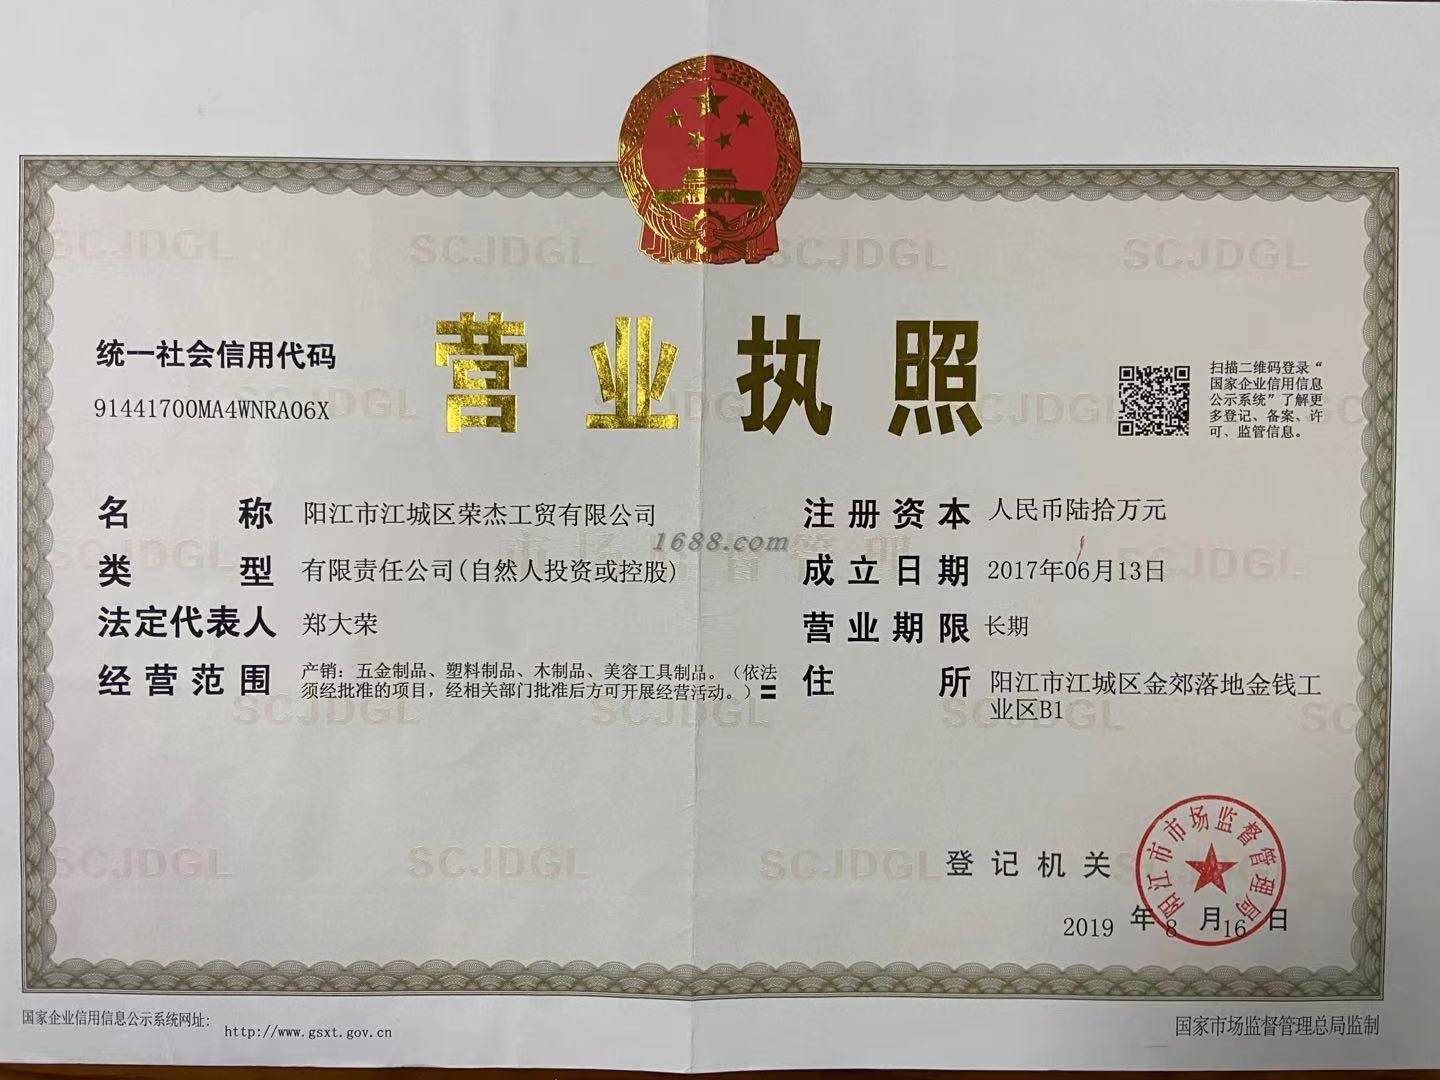 营业执照
统一社会信用代码
91441700MA4WNRA06X
扫描二维码登录“
国家企业信用信息
公示系统”了解更
多登记、备案、许
可、监管信息。
名 称 阳江市江城区荣杰工贸有限公司
类 型 有限责任公司(自然人投资或控股)
法定代表人 郑大荣
经营范围 产销：五金制品、塑料制品、木制品、美容工具制品。（依法
须经批准的项目，经相关部门批准后方可开展经营活动。）〓
注册资本 人民币陆拾万元
成立日期 2017年06月13日
营业期限 长期
住 所 阳江市江城区金郊落地金钱工
业区B1
1688.com
登记机关
阳江市市场监督管理局
2019 年 8 月 16 日
国家企业信用信息公示系统网址: http://www.gsxt.gov.cn
国家市场监督管理总局监制
SCJDGL SCJDGL SCJDGL SCJDGL
市场监督管理